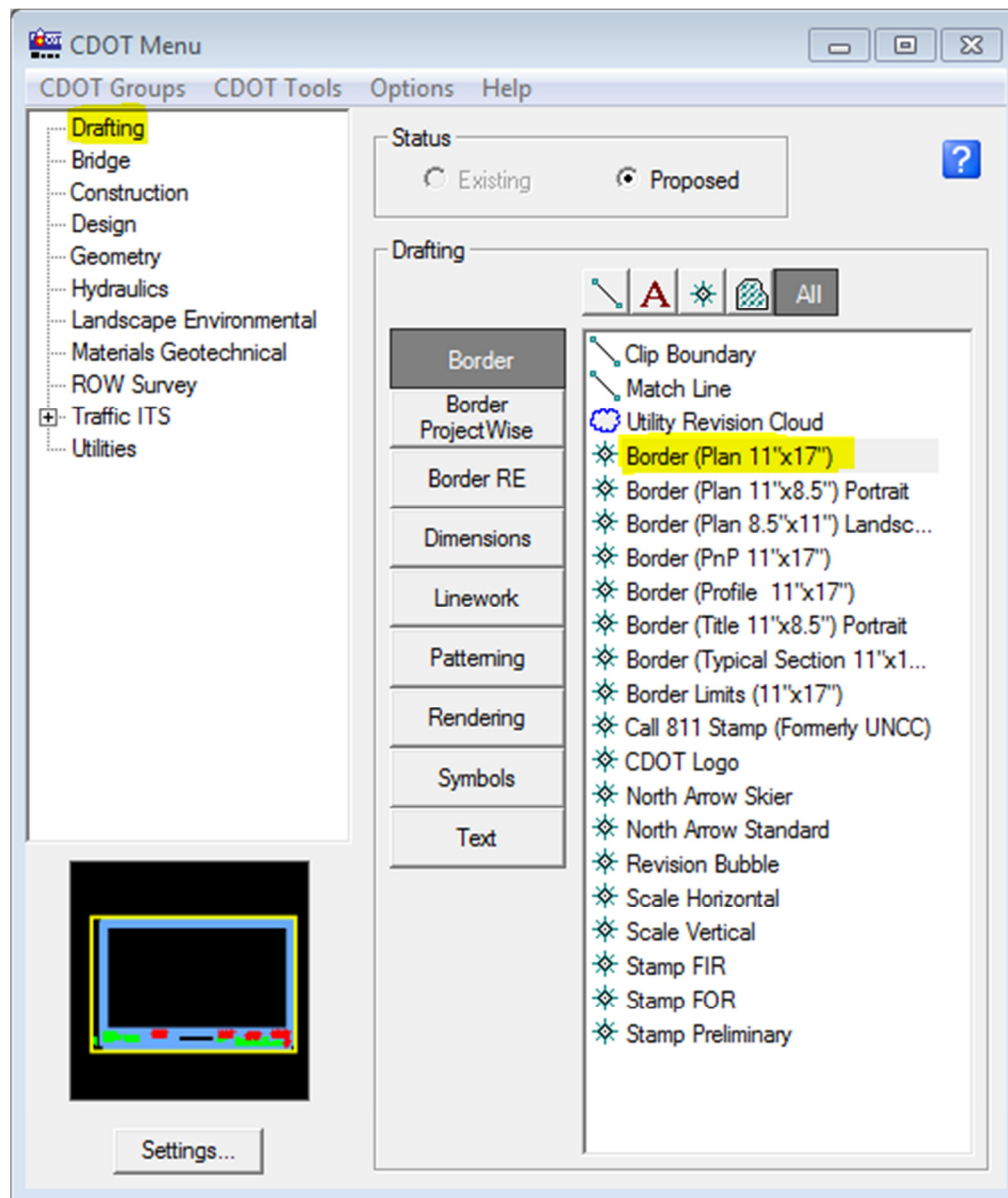 CDOT Menu
CDOT Groups CDOT Tools Options Help
Drafting
Bridge
Construction
Design
Geometry
Hydraulics
Landscape Environmental
Materials Geotechnical
ROW Survey
Traffic ITS
Utilities
Settings...
Status
Existing Proposed
?
Drafting
A All
Border
Border
ProjectWise
Border RE
Dimensions
Linework
Patterning
Rendering
Symbols
Text
Clip Boundary
Match Line
Utility Revision Cloud
Border (Plan 11"x17")
Border (Plan 11"x8.5") Portrait
Border (Plan 8.5"x11") Landsc...
Border (PnP 11"x17")
Border (Profile 11"x17")
Border (Title 11"x8.5") Portrait
Border (Typical Section 11"x1...
Border Limits (11"x17")
Call 811 Stamp (Formerly UNCC)
CDOT Logo
North Arrow Skier
North Arrow Standard
Revision Bubble
Scale Horizontal
Scale Vertical
Stamp FIR
Stamp FOR
Stamp Preliminary